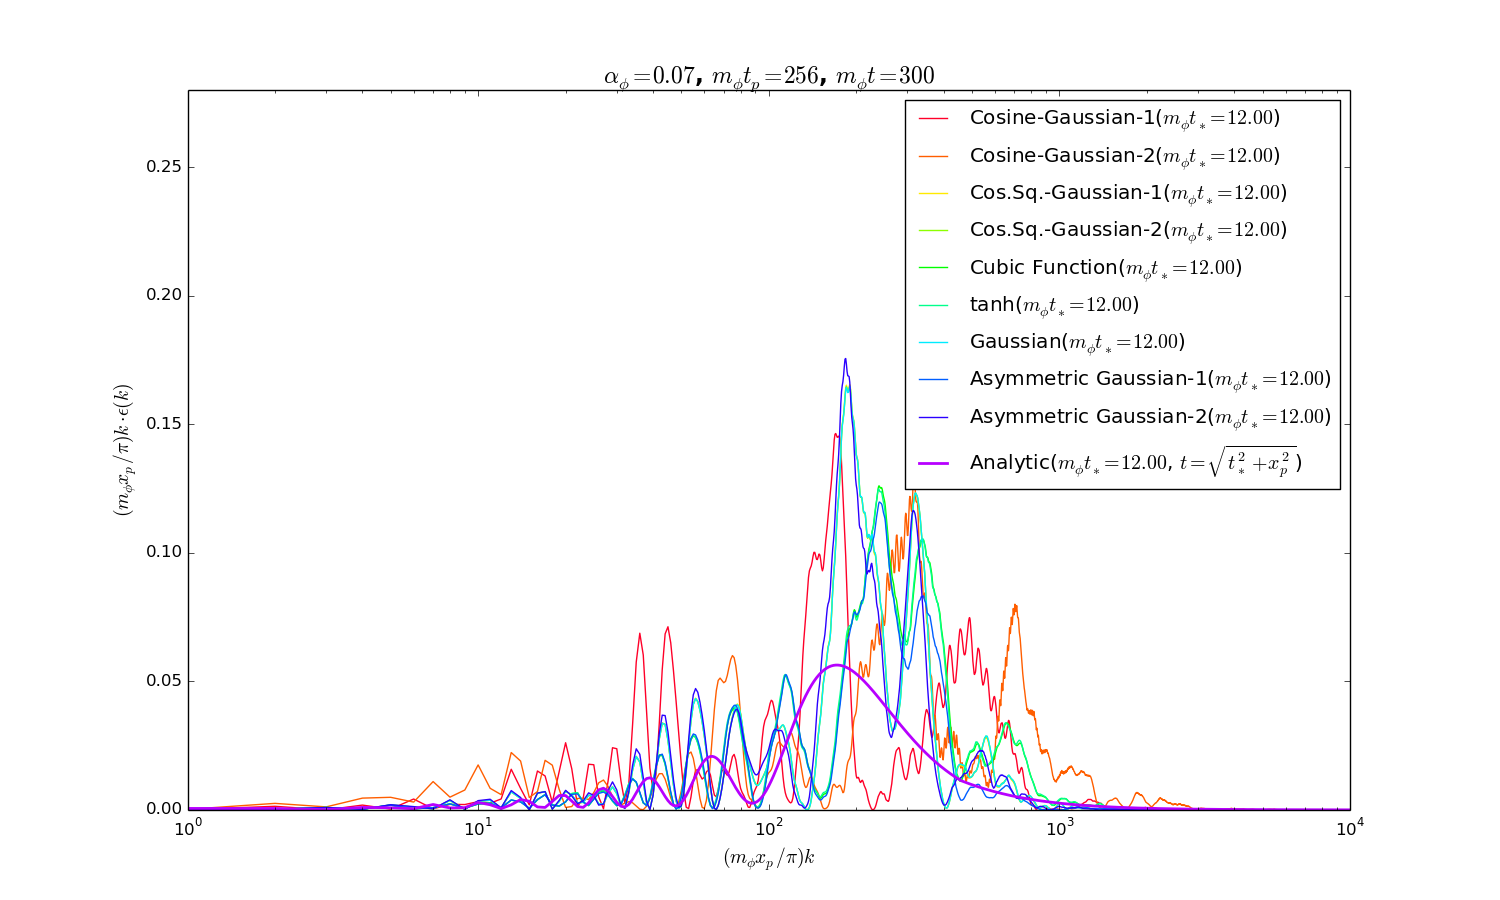 α_ϕ=0.07, m_ϕt_p=256, m_ϕt=300
0.25
0.20
0.15
0.10
0.05
0.00
(m_ϕx_p/π)k·ϵ(k)
Cosine-Gaussian-1(m_ϕt_*=12.00)
Cosine-Gaussian-2(m_ϕt_*=12.00)
Cos.Sq.-Gaussian-1(m_ϕt_*=12.00)
Cos.Sq.-Gaussian-2(m_ϕt_*=12.00)
Cubic Function(m_ϕt_*=12.00)
tanh(m_ϕt_*=12.00)
Gaussian(m_ϕt_*=12.00)
Asymmetric Gaussian-1(m_ϕt_*=12.00)
Asymmetric Gaussian-2(m_ϕt_*=12.00)
Analytic(m_ϕt_*=12.00, t=√(t_*^2+x_p^2))
10^0 10^1 10^2 10^3 10^4
(m_ϕx_p/π)k